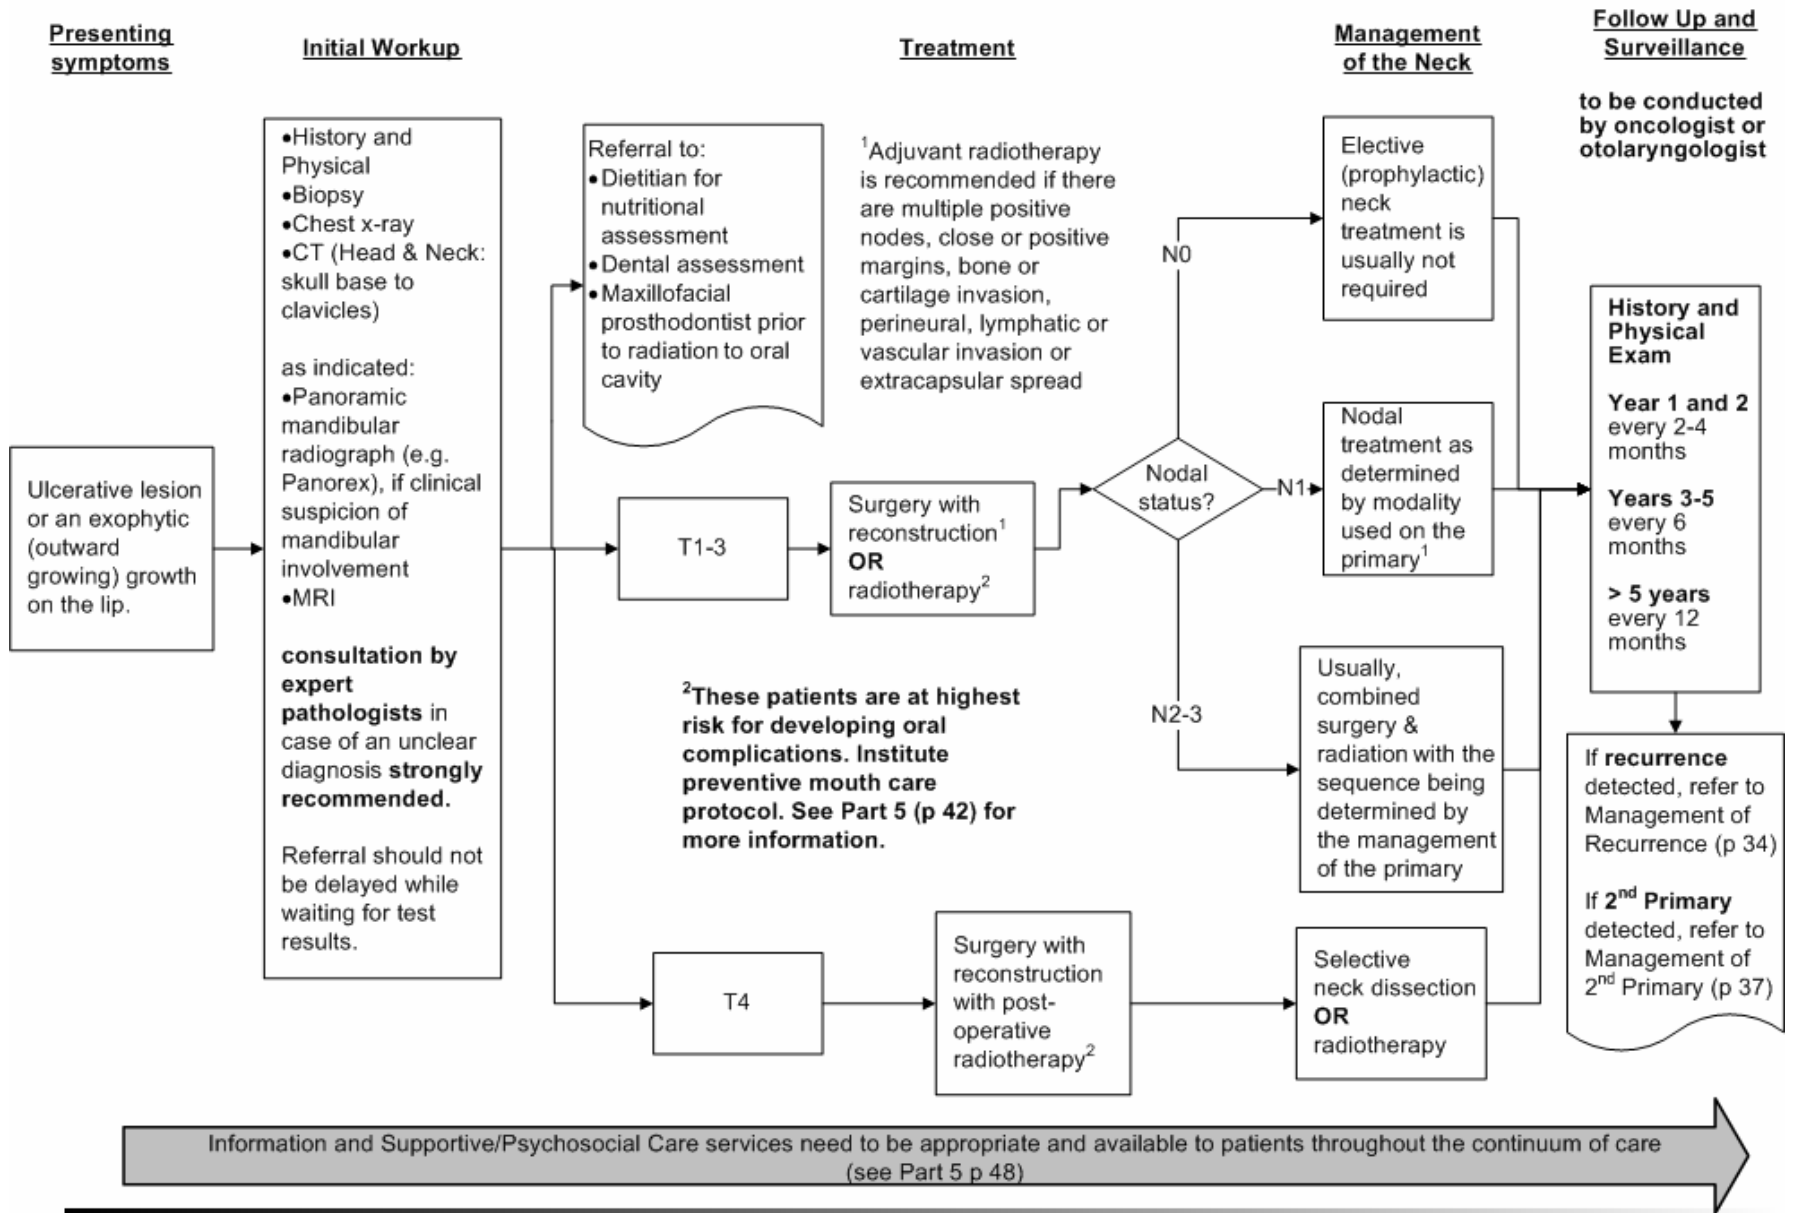 Presenting
symptoms
Initial Workup
Treatment
Management
of the Neck
Follow Up and
Surveillance
to be conducted
by oncologist or
otolaryngologist
Ulcerative lesion
or an exophytic
(outward
growing) growth
on the lip.
•History and
Physical
•Biopsy
•Chest x-ray
•CT (Head & Neck:
skull base to
clavicles)
as indicated:
•Panoramic
mandibular
radiograph (e.g.
Panorex), if clinical
suspicion of
mandibular
involvement
•MRI
consultation by
expert
pathologists in
case of an unclear
diagnosis strongly
recommended.
Referral should not
be delayed while
waiting for test
results.
Referral to:
•Dietitian for
nutritional
assessment
•Dental assessment
•Maxillofacial
prosthodontist prior
to radiation to oral
cavity
¹Adjuvant radiotherapy
is recommended if there
are multiple positive
nodes, close or positive
margins, bone or
cartilage invasion,
perineural, lymphatic or
vascular invasion or
extracapsular spread
T1-3
Surgery with
reconstruction¹
OR
radiotherapy²
²These patients are at highest
risk for developing oral
complications. Institute
preventive mouth care
protocol. See Part 5 (p 42) for
more information.
T4
Surgery with
reconstruction
with post-
operative
radiotherapy²
Nodal
status?
N0
N1
N2-3
Elective
(prophylactic)
neck
treatment is
usually not
required
Nodal
treatment as
determined
by modality
used on the
primary¹
Usually,
combined
surgery &
radiation with the
sequence being
determined by
the management
of the primary
Selective
neck dissection
OR
radiotherapy
History and
Physical
Exam
Year 1 and 2
every 2-4
months
Years 3-5
every 6
months
> 5 years
every 12
months
If recurrence
detected, refer to
Management of
Recurrence (p 34)
If 2nd Primary
detected, refer to
Management of
2nd Primary (p 37)
Information and Supportive/Psychosocial Care services need to be appropriate and available to patients throughout the continuum of care
(see Part 5 p 48)